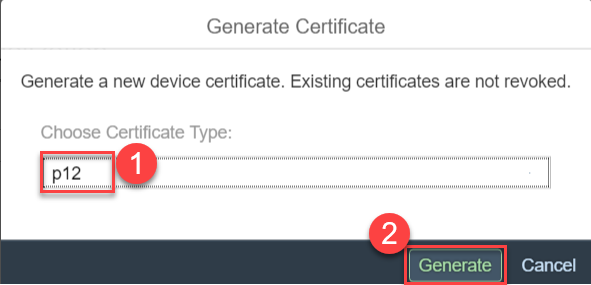 Generate Certificate
Generate a new device certificate. Existing certificates are not revoked.
Choose Certificate Type:
p12
1
2
Generate Cancel